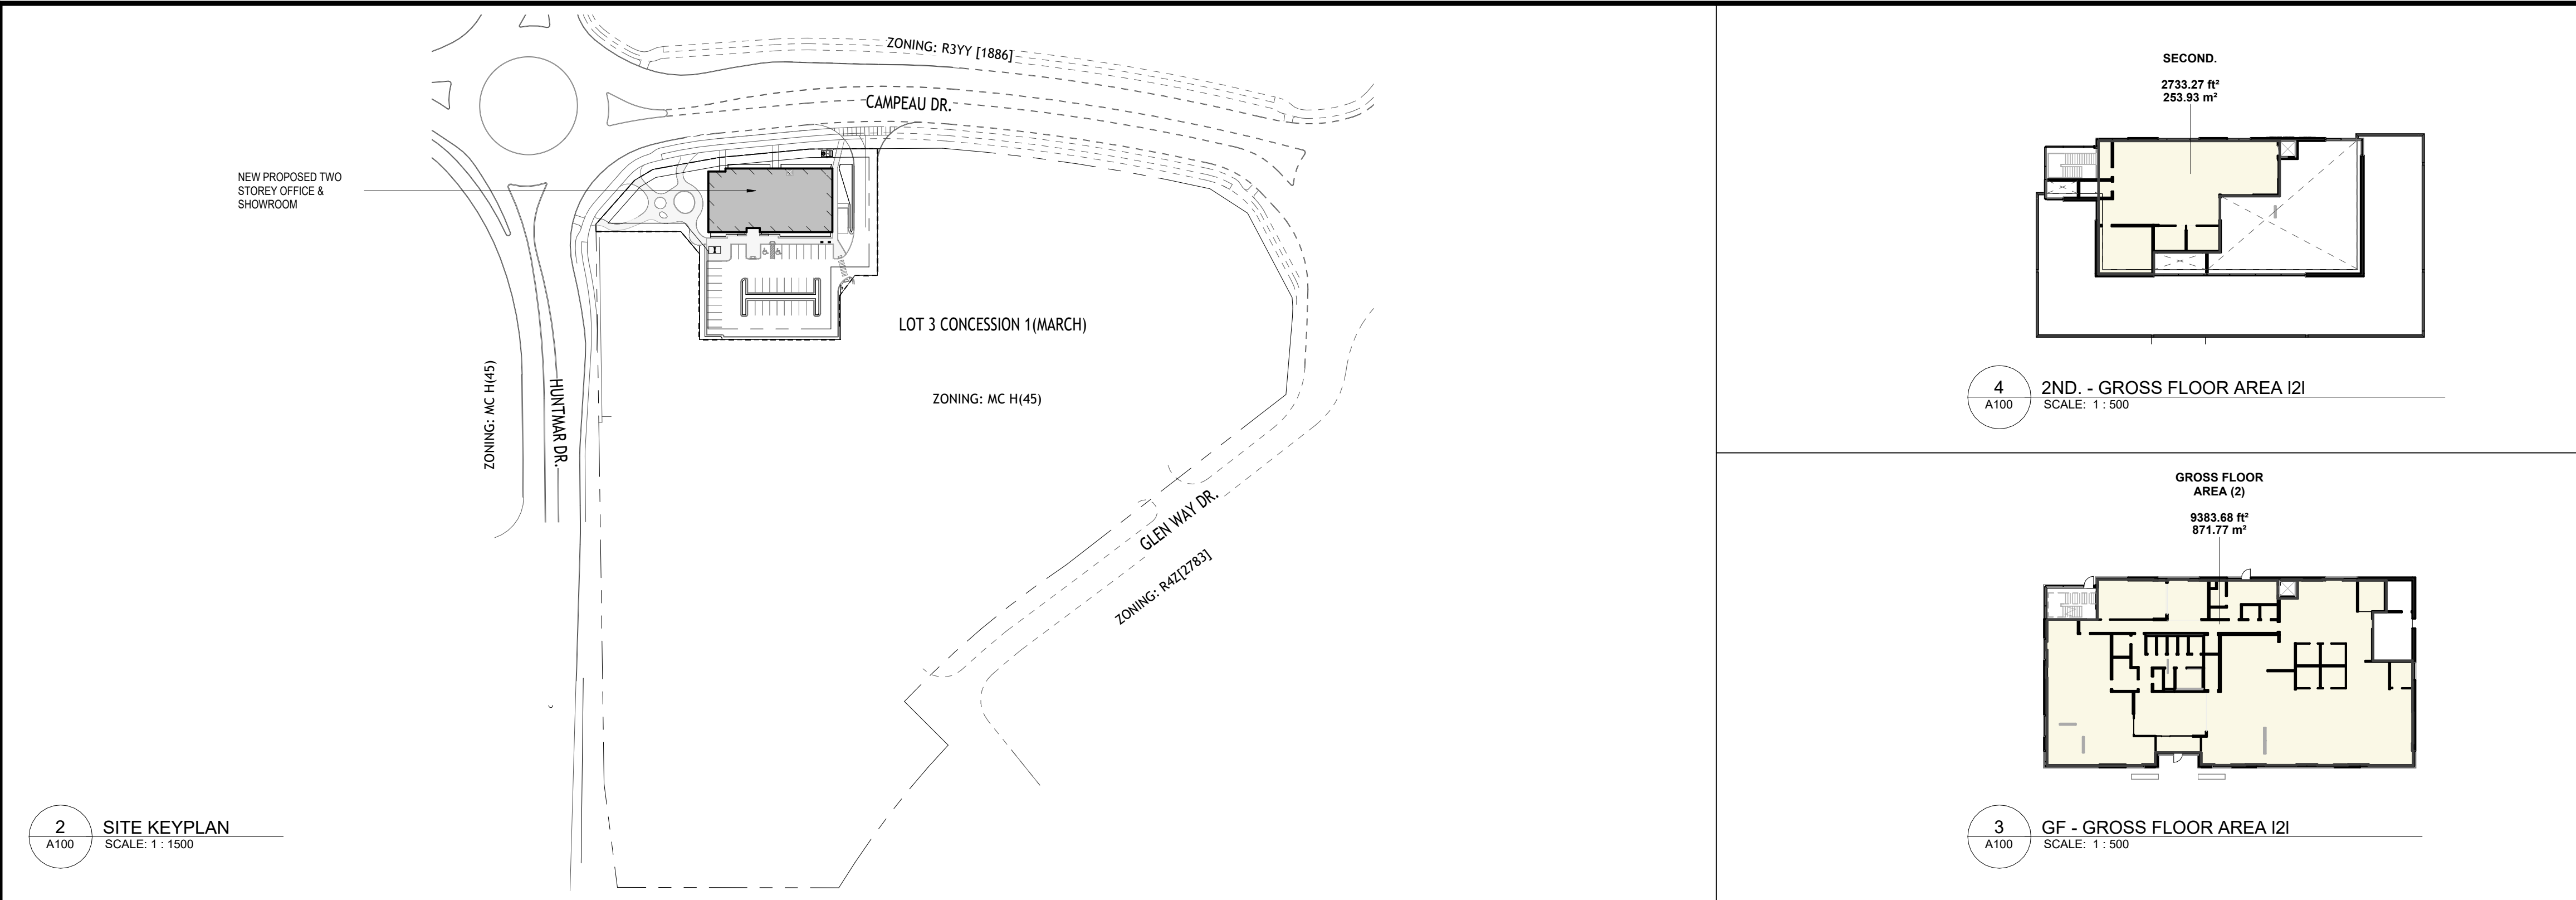 ZONING: R3YY [1886]
CAMPEAU DR.
NEW PROPOSED TWO
STOREY OFFICE &
SHOWROOM
LOT 3 CONCESSION 1(MARCH)
ZONING: MC H(45)
ZONING: MC H(45)
HUNTMAR DR.
GLEN WAY DR.
ZONING: R4Z[2783]
2
A100
SITE KEYPLAN
SCALE: 1 : 1500
SECOND.
2733.27 ft²
253.93 m²
4
A100
2ND. - GROSS FLOOR AREA |2|
SCALE: 1 : 500
GROSS FLOOR
AREA (2)
9383.68 ft²
871.77 m²
3
A100
GF - GROSS FLOOR AREA |2|
SCALE: 1 : 500